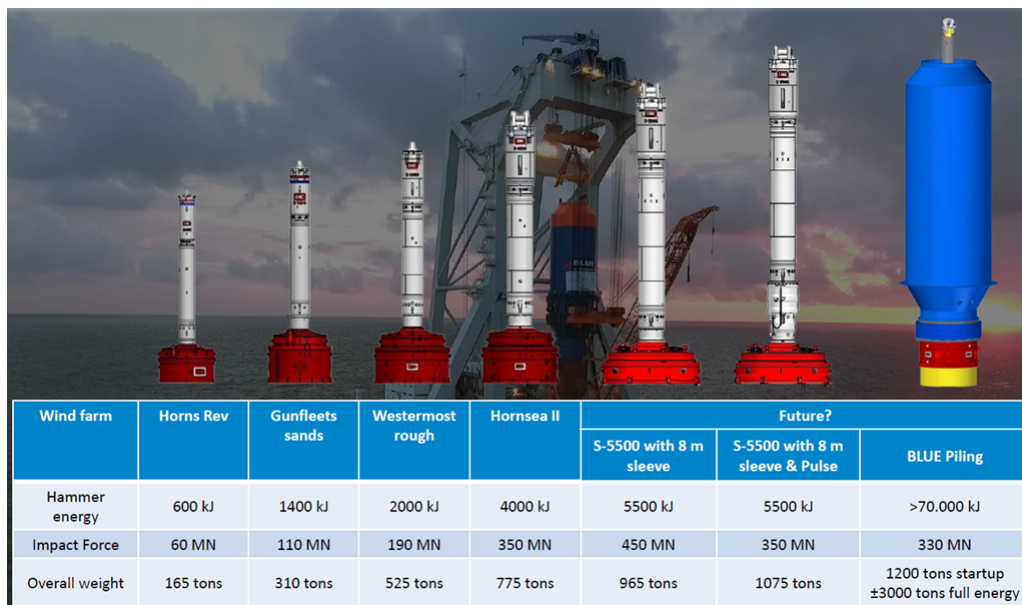 BLUE
Wind farm Horns Rev Gunfleets sands Westermost rough Hornsea II Future?
S-5500 with 8 m sleeve S-5500 with 8 m sleeve & Pulse BLUE Piling
Hammer energy 600 kJ 1400 kJ 2000 kJ 4000 kJ 5500 kJ 5500 kJ >70.000 kJ
Impact Force 60 MN 110 MN 190 MN 350 MN 450 MN 350 MN 330 MN
Overall weight 165 tons 310 tons 525 tons 775 tons 965 tons 1075 tons 1200 tons startup
±3000 tons full energy